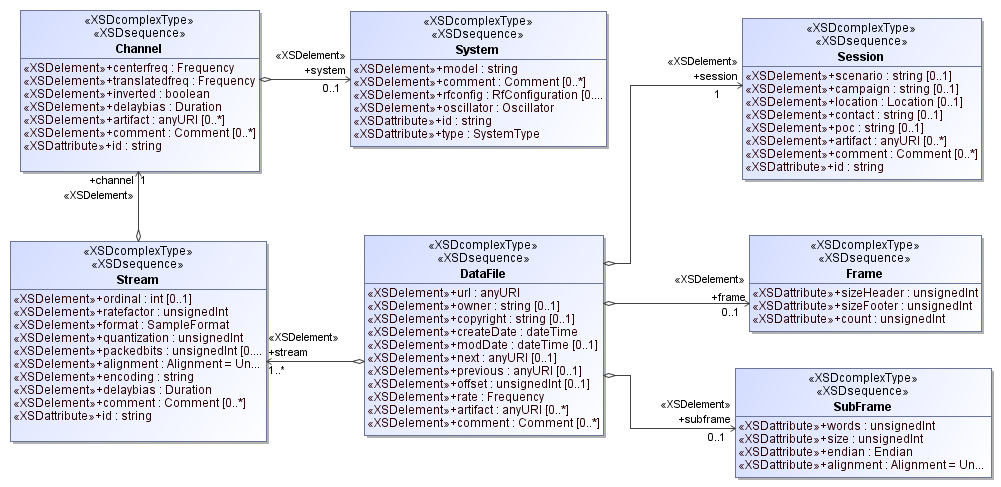 «XSDcomplexType»
«XSDsequence»
Channel
«XSDelement»+centerfreq : Frequency
«XSDelement»+translatedfreq : Frequency
«XSDelement»+inverted : boolean
«XSDelement»+delaybias : Duration
«XSDelement»+artifact : anyURI [0..*]
«XSDelement»+comment : Comment [0..*]
«XSDattribute»+id : string
«XSDelement»
+system
0..1
«XSDcomplexType»
«XSDsequence»
System
«XSDelement»+model : string
«XSDelement»+comment : Comment [0..*]
«XSDelement»+rfconfig : RfConfiguration [0....
«XSDelement»+oscillator : Oscillator
«XSDattribute»+id : string
«XSDattribute»+type : SystemType
«XSDelement»
+session
1
«XSDcomplexType»
«XSDsequence»
Session
«XSDelement»+scenario : string [0..1]
«XSDelement»+campaign : string [0..1]
«XSDelement»+location : Location [0..1]
«XSDelement»+contact : string [0..1]
«XSDelement»+poc : string [0..1]
«XSDelement»+artifact : anyURI [0..*]
«XSDelement»+comment : Comment [0..*]
«XSDattribute»+id : string
+channel 1
«XSDelement»
«XSDcomplexType»
«XSDsequence»
Stream
«XSDelement»+ordinal : int [0..1]
«XSDelement»+ratefactor : unsignedInt
«XSDelement»+format : SampleFormat
«XSDelement»+quantization : unsignedInt
«XSDelement»+packedbits : unsignedInt [0....
«XSDelement»+alignment : Alignment = Un...
«XSDelement»+encoding : string
«XSDelement»+delaybias : Duration
«XSDelement»+comment : Comment [0..*]
«XSDattribute»+id : string
«XSDelement»
+stream
1..*
«XSDcomplexType»
«XSDsequence»
DataFile
«XSDelement»+url : anyURI
«XSDelement»+owner : string [0..1]
«XSDelement»+copyright : string [0..1]
«XSDelement»+createDate : dateTime
«XSDelement»+modDate : dateTime [0..1]
«XSDelement»+next : anyURI [0..1]
«XSDelement»+previous : anyURI [0..1]
«XSDelement»+offset : unsignedInt [0..1]
«XSDelement»+rate : Frequency
«XSDelement»+artifact : anyURI [0..*]
«XSDelement»+comment : Comment [0..*]
«XSDelement»
+frame
0..1
«XSDcomplexType»
«XSDsequence»
Frame
«XSDattribute»+sizeHeader : unsignedInt
«XSDattribute»+sizeFooter : unsignedInt
«XSDattribute»+count : unsignedInt
«XSDelement»
+subframe
0..1
«XSDcomplexType»
«XSDsequence»
SubFrame
«XSDattribute»+words : unsignedInt
«XSDattribute»+size : unsignedInt
«XSDattribute»+endian : Endian
«XSDattribute»+alignment : Alignment = Un...